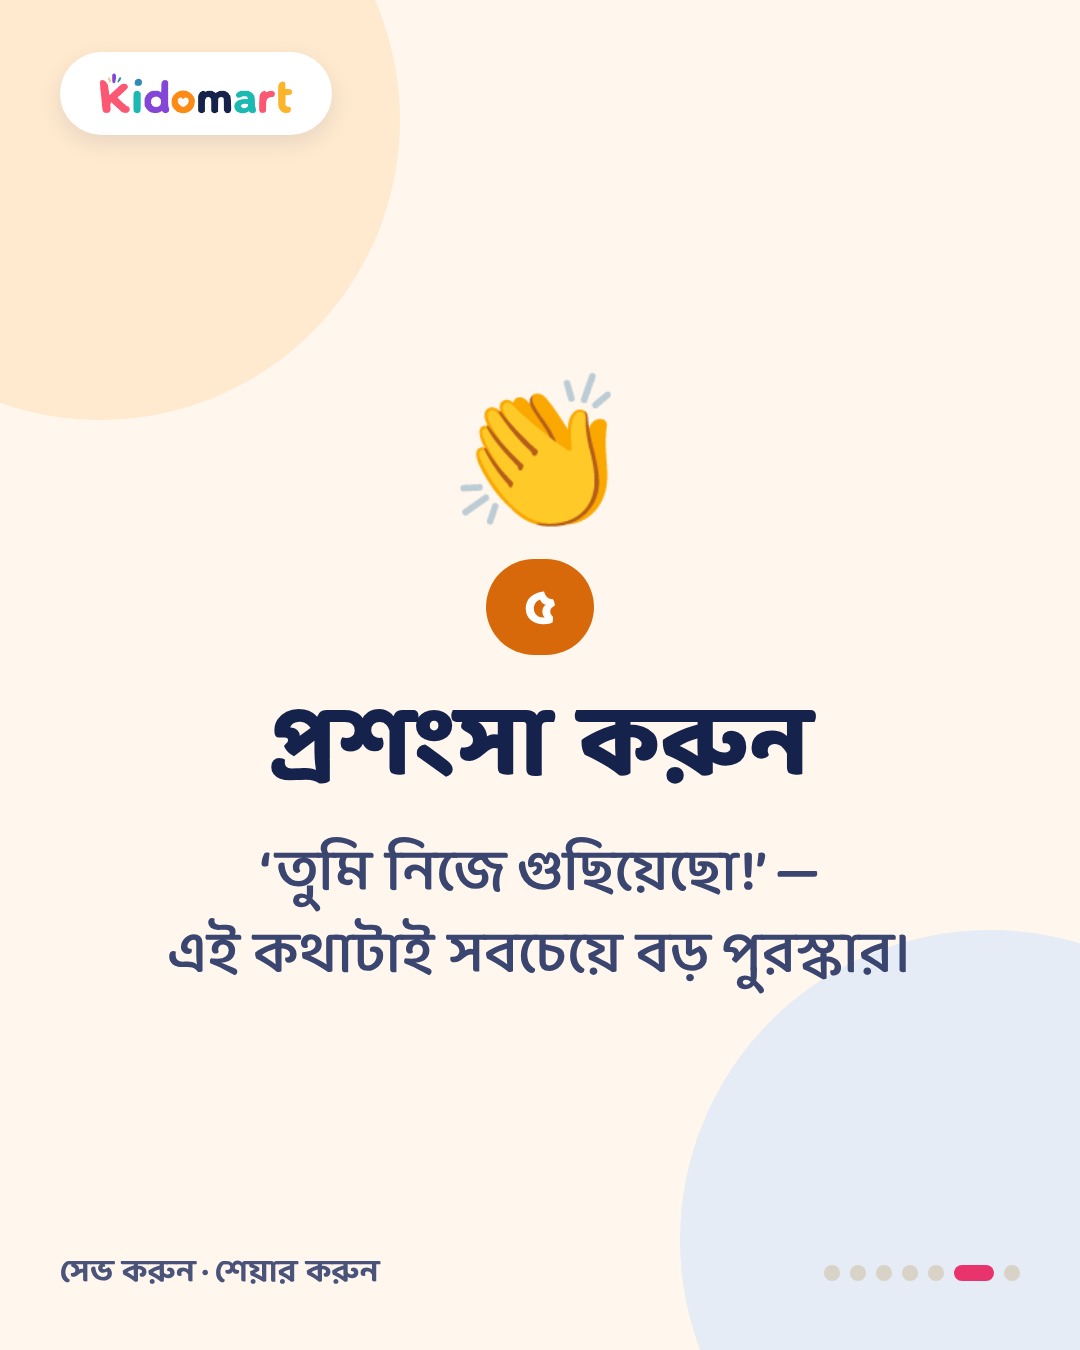 Kidomart
৫
প্রশংসা করুন
‘তুমি নিজে গুছিয়েছো!’ —
এই কথাটাই সবচেয়ে বড় পুরস্কার।
সেভ করুন · শেয়ার করুন